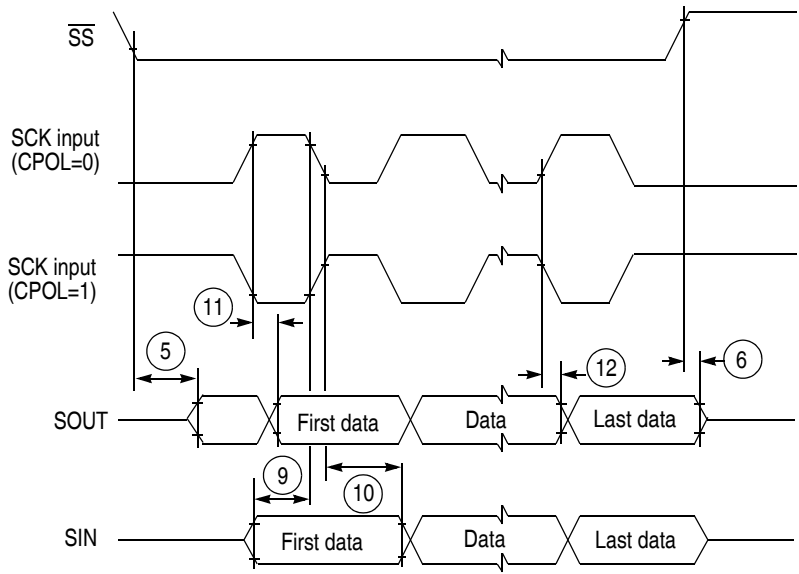 SS
SCK input
(CPOL=0)
SCK input
(CPOL=1)
11
5
12
6
SOUT
First data
Data
Last data
9
10
SIN
First data
Data
Last data